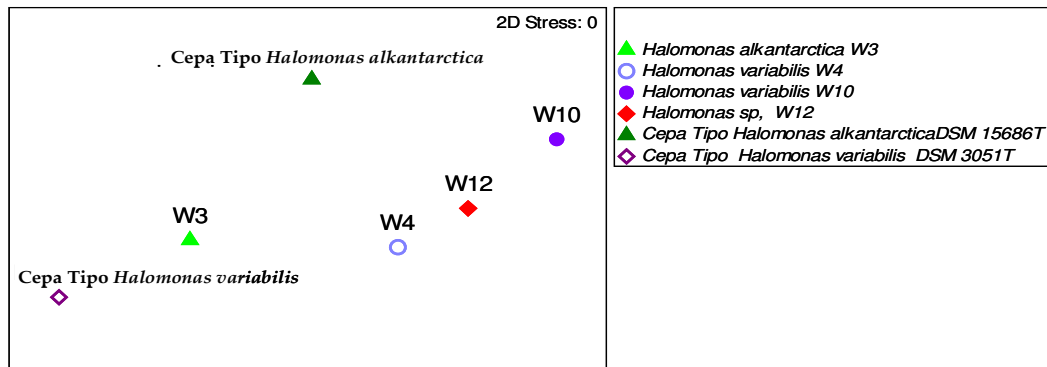 2D Stress: 0
Cepa Tipo Halomonas alkantarctica
W10
W12
W3
W4
Cepa Tipo Halomonas variabilis
Halomonas alkantarctica W3
Halomonas variabilis W4
Halomonas variabilis W10
Halomonas sp, W12
Cepa Tipo Halomonas alkantarcticaDSM 15686T
Cepa Tipo Halomonas variabilis DSM 3051T